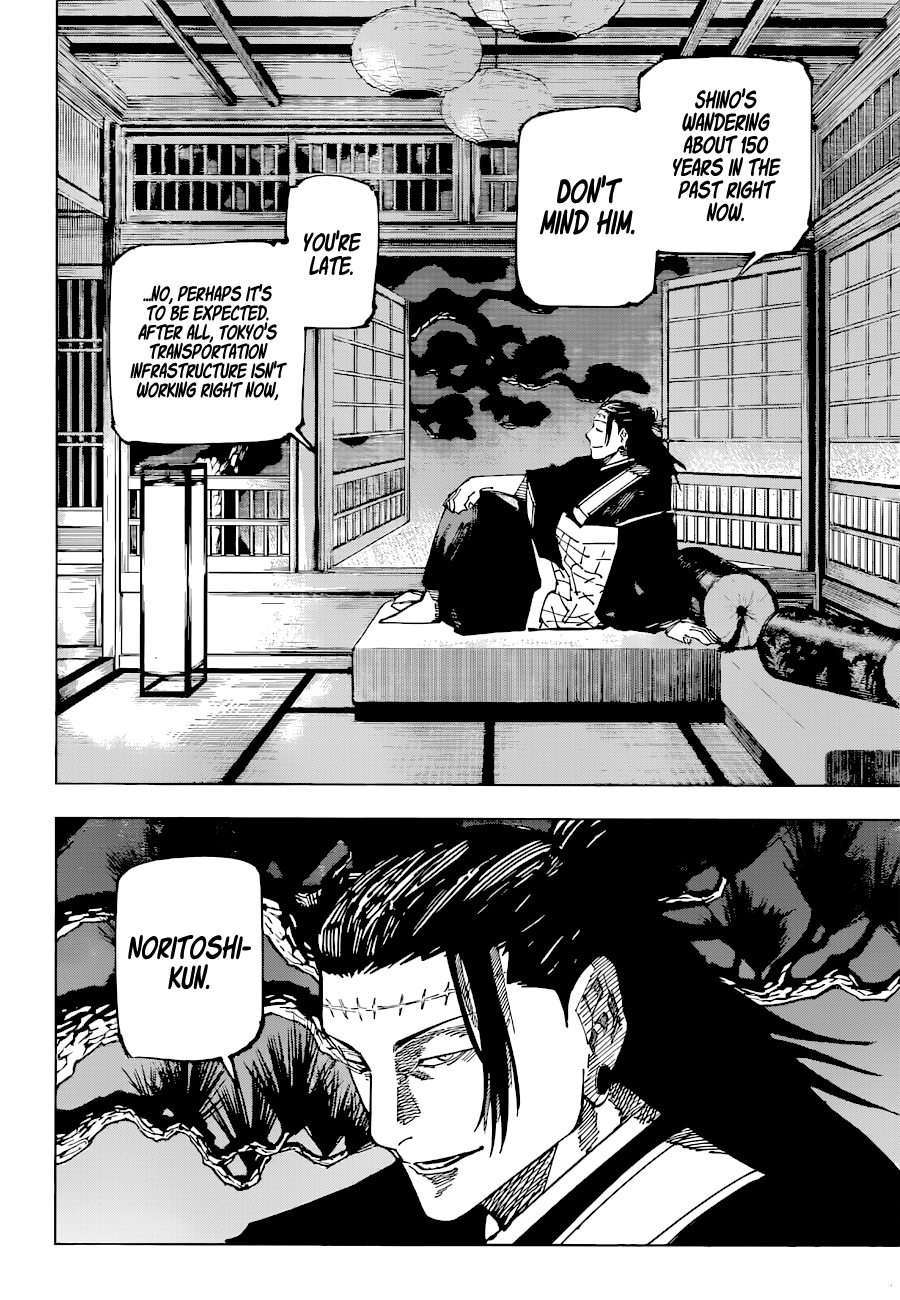 SHINO'S
WANDERING
ABOUT 150
YEARS IN THE
PAST RIGHT
NOW.
DON'T
MIND HIM.
YOU'RE
LATE.
...NO, PERHAPS IT'S
TO BE EXPECTED.
AFTER ALL, TOKYO'S
TRANSPORTATION
INFRASTRUCTURE ISN'T
WORKING RIGHT NOW,
NORITOSHI-
KUN.